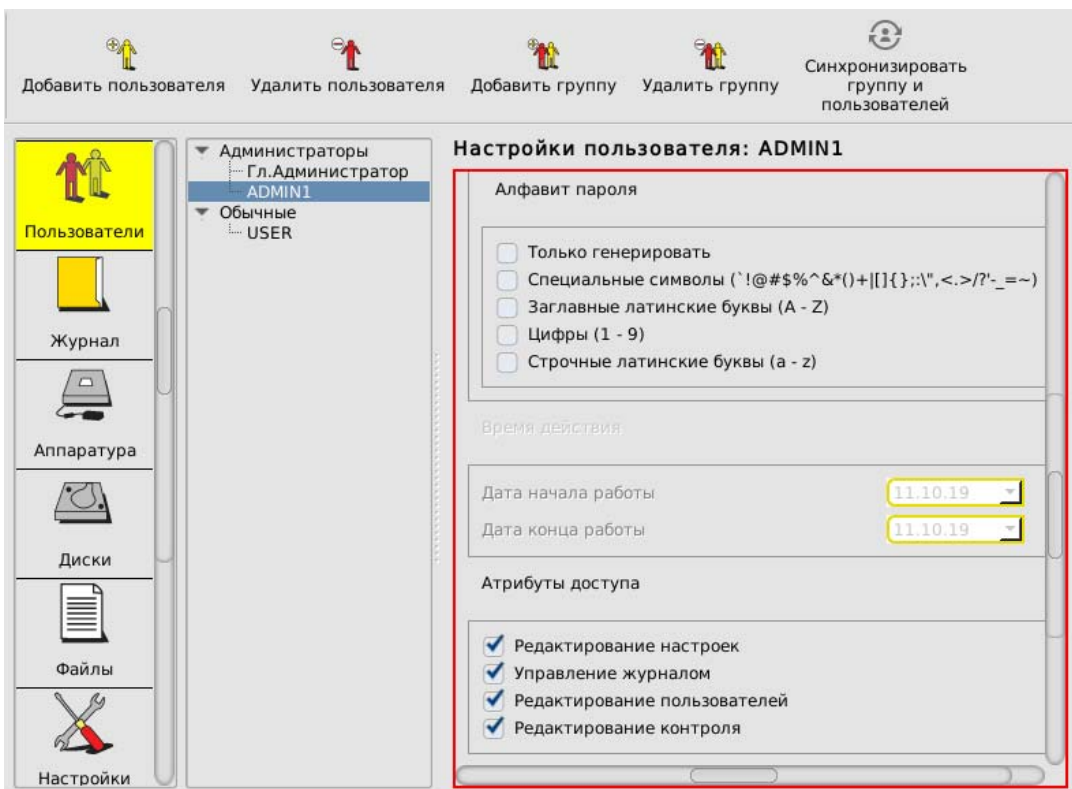 Добавить пользователя
Удалить пользователя
Добавить группу
Удалить группу
Синхронизировать
группу и
пользователей
Пользователи
Журнал
Аппаратура
Диски
Файлы
Настройки
Администраторы
Гл.Администратор
ADMIN1
Обычные
USER
Настройки пользователя: ADMIN1
Алфавит пароля
Только генерировать
Специальные символы (`!@#$%^&*()+|[]{};:\",<.>/?'-_=~)
Заглавные латинские буквы (A - Z)
Цифры (1 - 9)
Строчные латинские буквы (a - z)
Время действия
Дата начала работы
11.10.19
Дата конца работы
11.10.19
Атрибуты доступа
Редактирование настроек
Управление журналом
Редактирование пользователей
Редактирование контроля